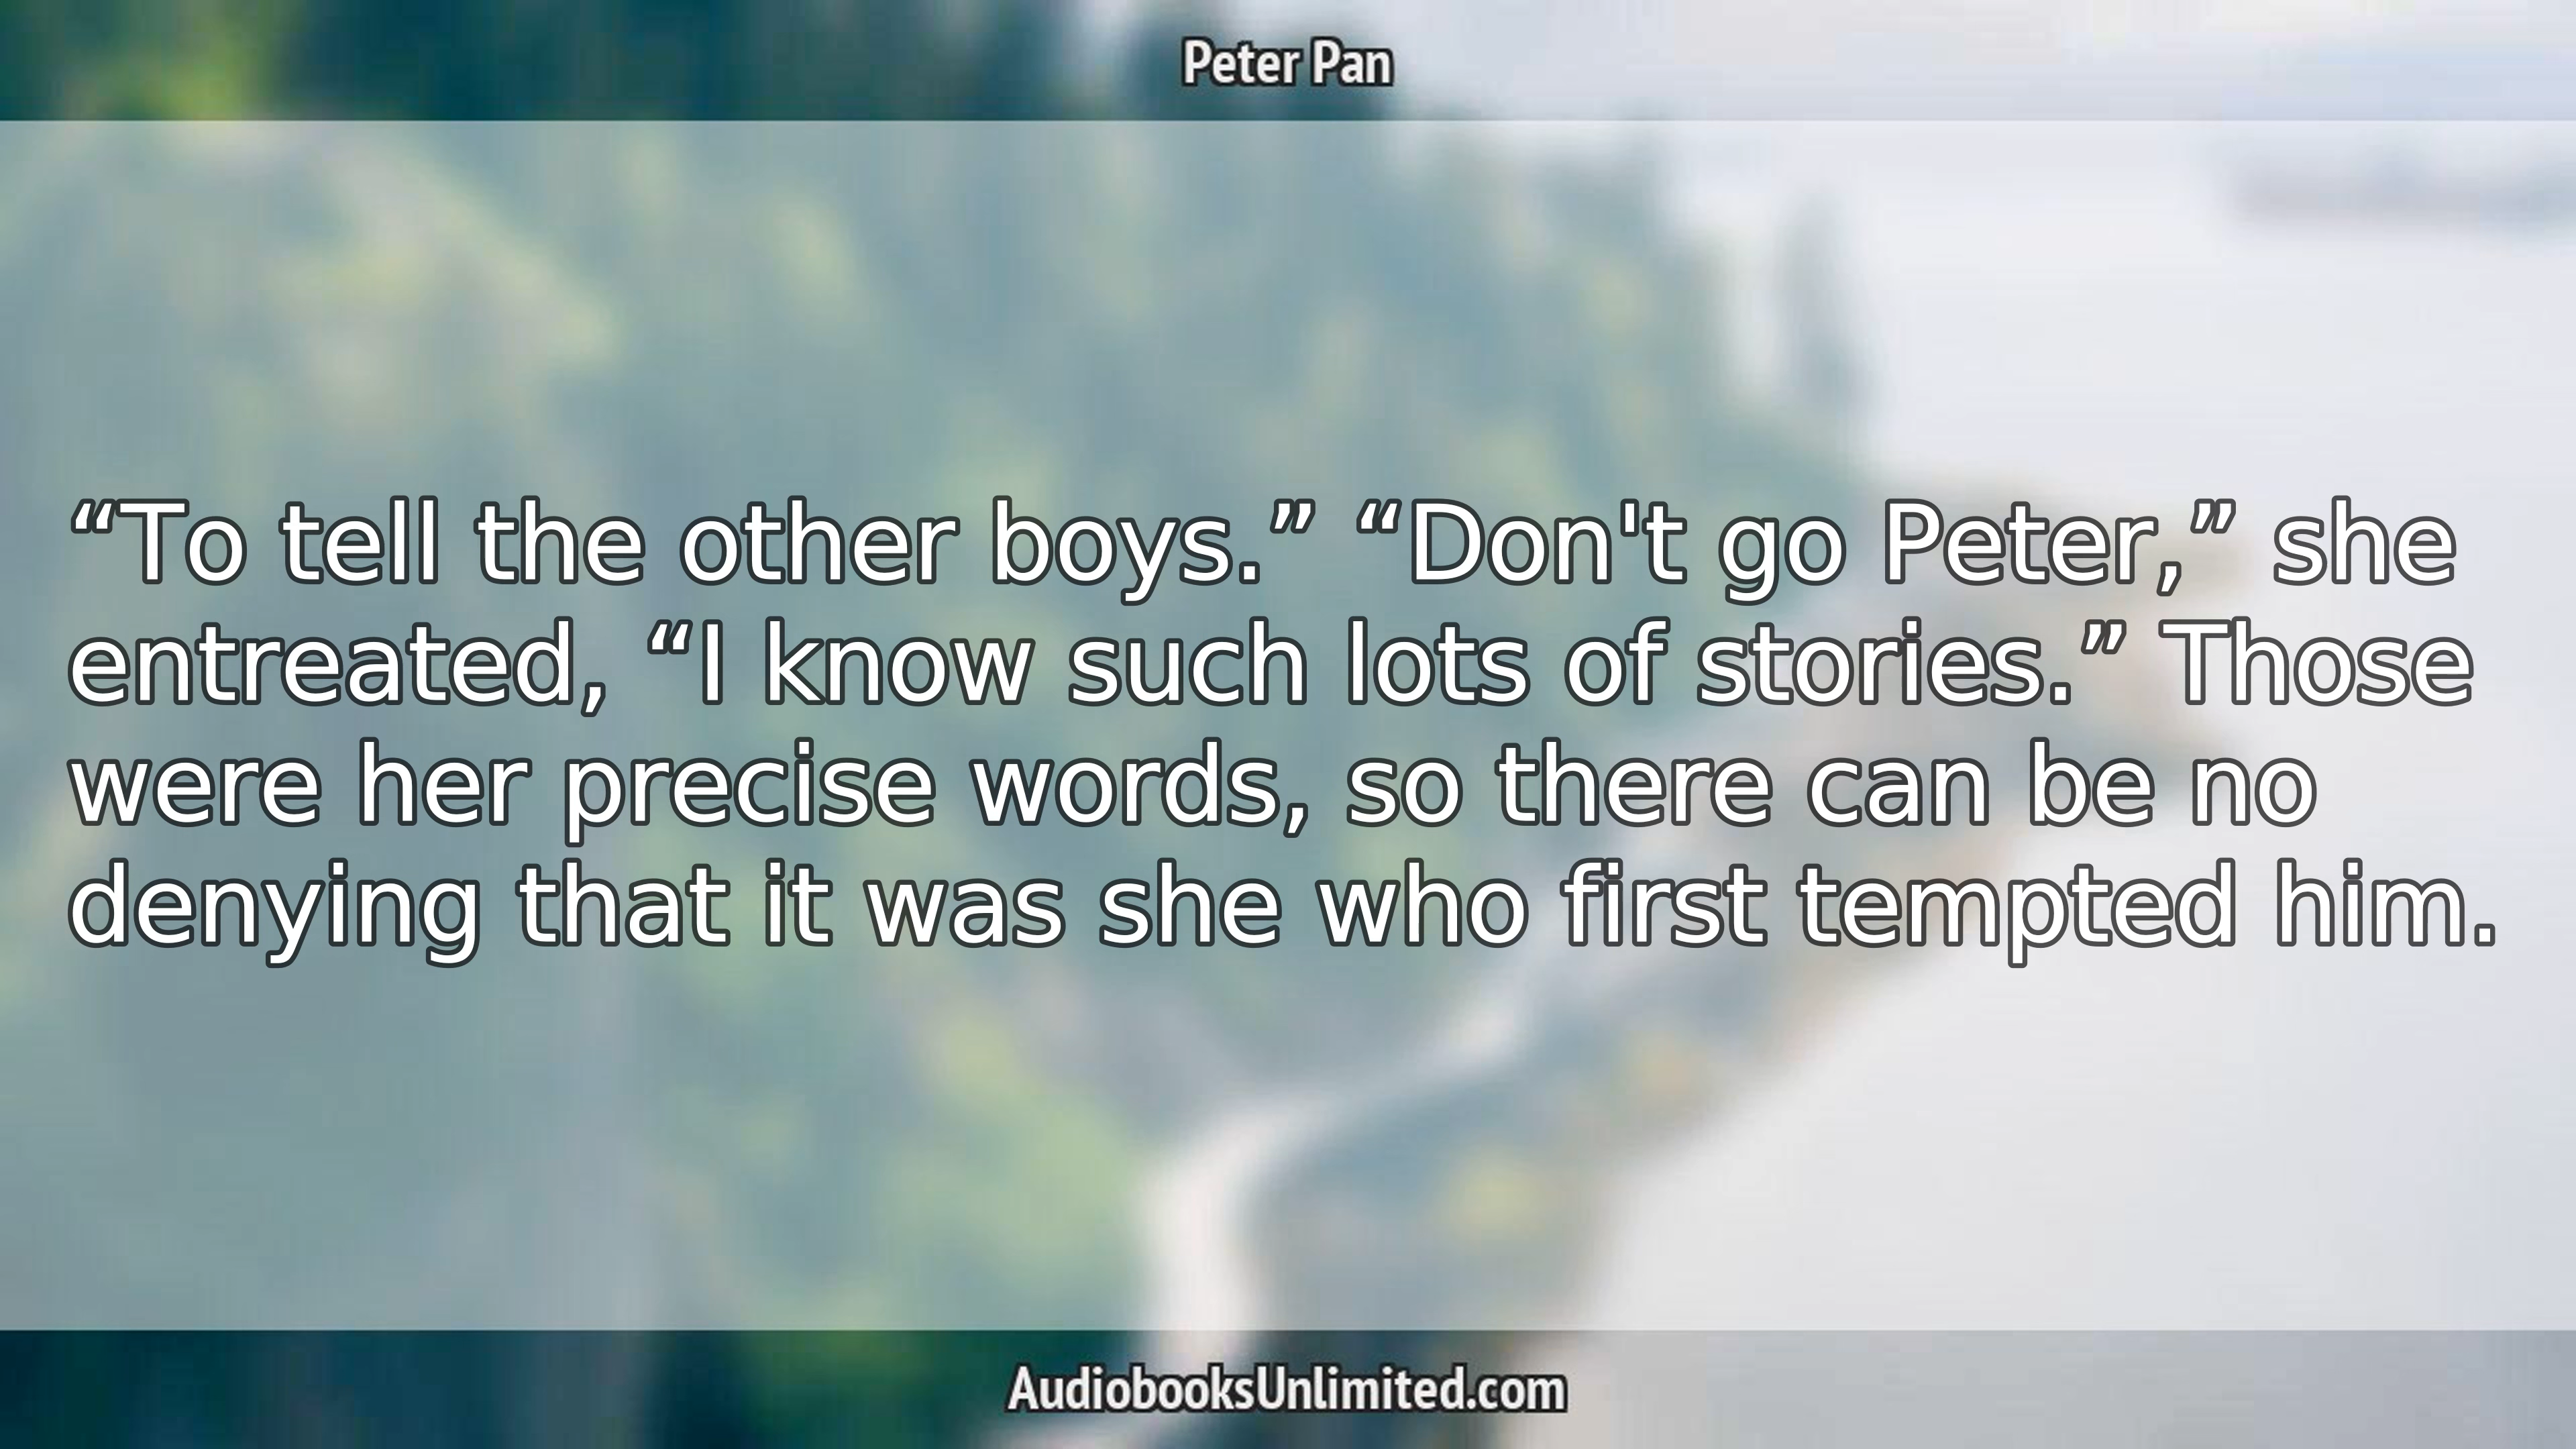 Peter Pan
“To tell the other boys.” “Don't go Peter,” she
entreated, “I know such lots of stories.” Those
were her precise words, so there can be no
denying that it was she who first tempted him.
AudiobooksUnlimited.com